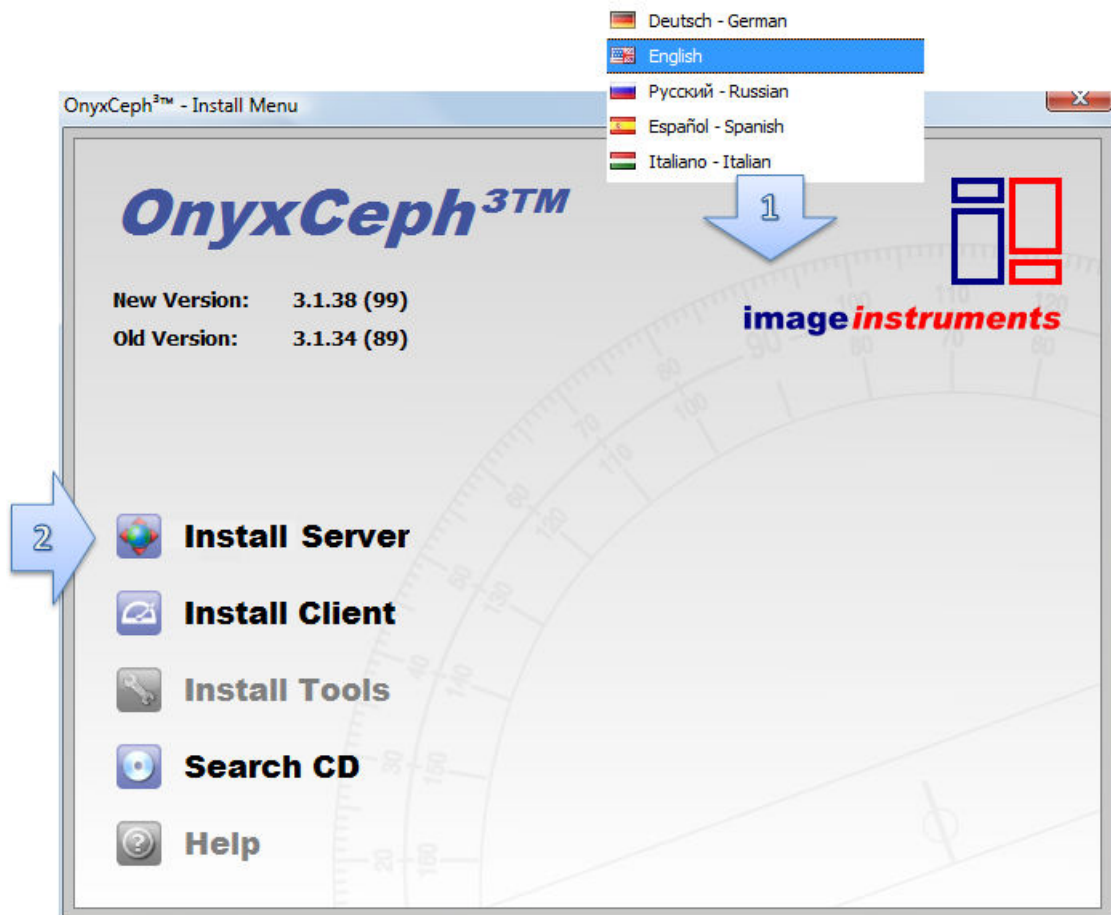 Deutsch - German
English
Русский - Russian
Español - Spanish
Italiano - Italian
OnyxCeph³™ - Install Menu
X
1
OnyxCeph³TM
New Version: 3.1.38 (99)
Old Version: 3.1.34 (89)
imageinstruments
2
Install Server
Install Client
Install Tools
Search CD
Help